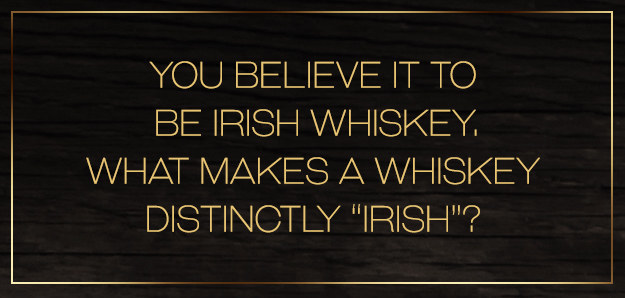 YOU BELIEVE IT TO
BE IRISH WHISKEY.
WHAT MAKES A WHISKEY
DISTINCTLY “IRISH”?